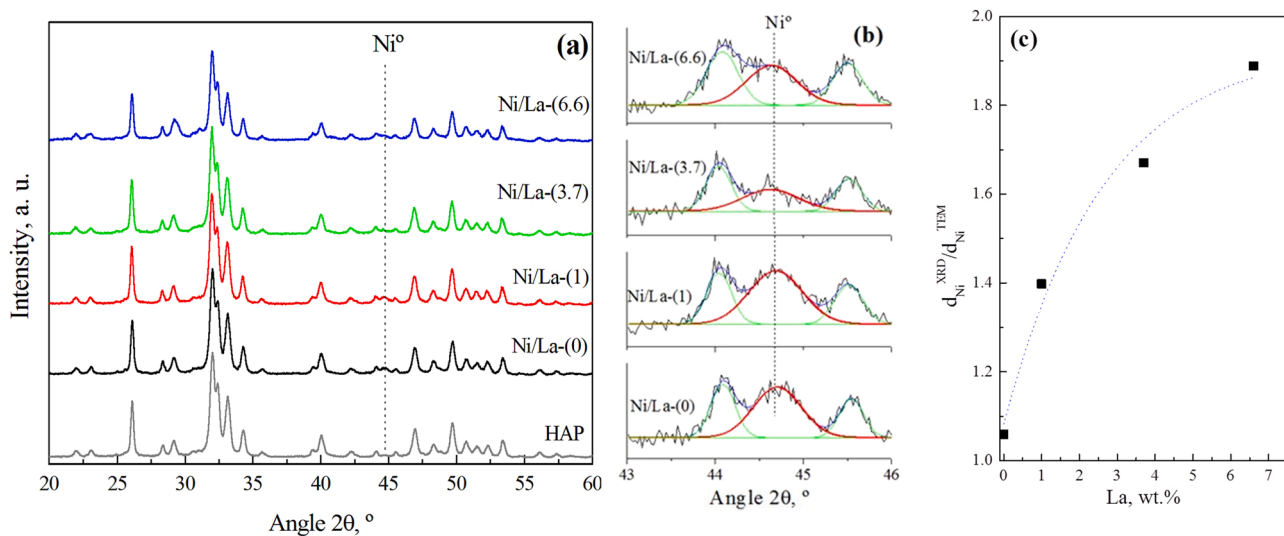 (a)
Niº
Ni/La-(6.6)
Ni/La-(3.7)
Ni/La-(1)
Ni/La-(0)
HAP
Intensity, a. u.
20 25 30 35 40 45 50 55 60
Angle 2θ, º
(b)
Niº
Ni/La-(6.6)
Ni/La-(3.7)
Ni/La-(1)
Ni/La-(0)
43 44 45 46
Angle 2θ, º
(c)
2.0
1.8
1.6
1.4
1.2
1.0
d_Ni^XRD/d_Ni^TEM
0 1 2 3 4 5 6 7
La, wt.%